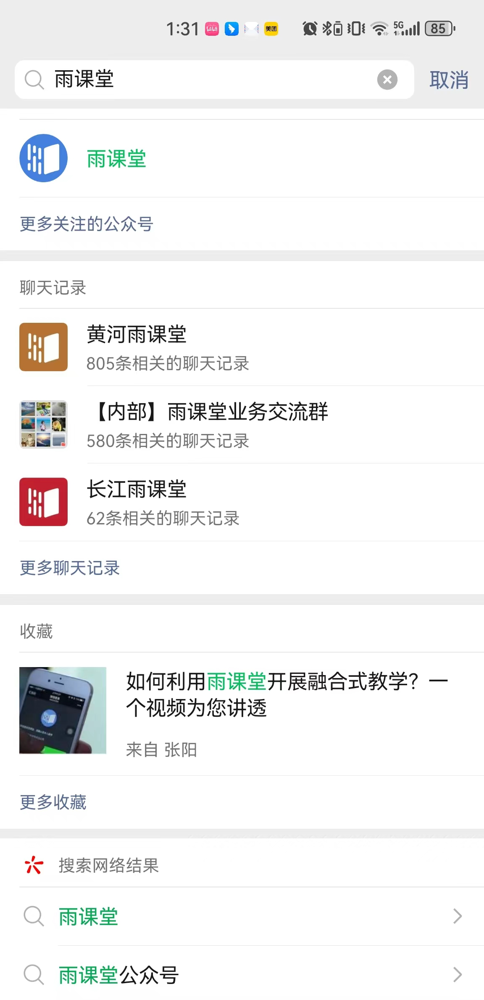 1:31
5G
85
美团
雨课堂
取消
雨课堂
更多关注的公众号
聊天记录
黄河雨课堂
805条相关的聊天记录
【内部】雨课堂业务交流群
580条相关的聊天记录
长江雨课堂
62条相关的聊天记录
更多聊天记录
收藏
如何利用雨课堂开展融合式教学？一
个视频为您讲透
来自 张阳
更多收藏
搜索网络结果
雨课堂
雨课堂公众号